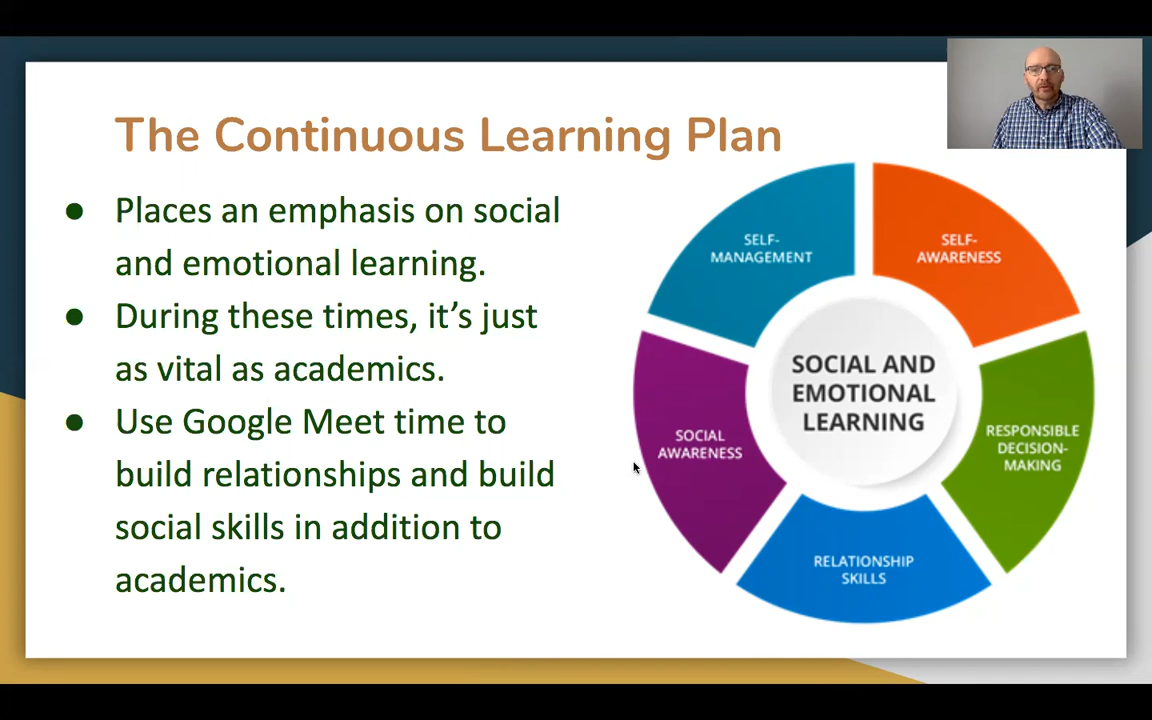 The Continuous Learning Plan
● Places an emphasis on social
and emotional learning.
● During these times, it's just
as vital as academics.
● Use Google Meet time to
build relationships and build
social skills in addition to
academics.
SELF-
MANAGEMENT
SELF-
AWARENESS
SOCIAL AND
EMOTIONAL
LEARNING
SOCIAL
AWARENESS
RESPONSIBLE
DECISION-
MAKING
RELATIONSHIP
SKILLS